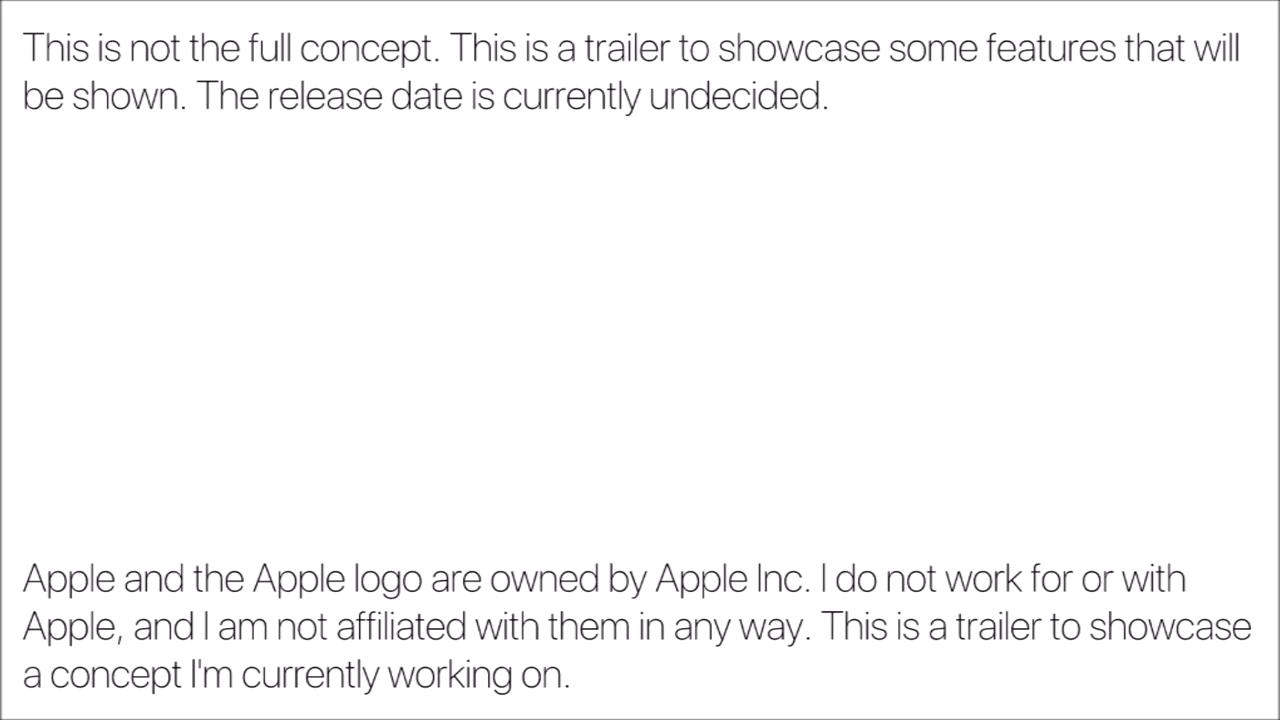 This is not the full concept. This is a trailer to showcase some features that will
be shown. The release date is currently undecided.
Apple and the Apple logo are owned by Apple Inc. I do not work for or with
Apple, and I am not affiliated with them in any way. This is a trailer to showcase
a concept I'm currently working on.